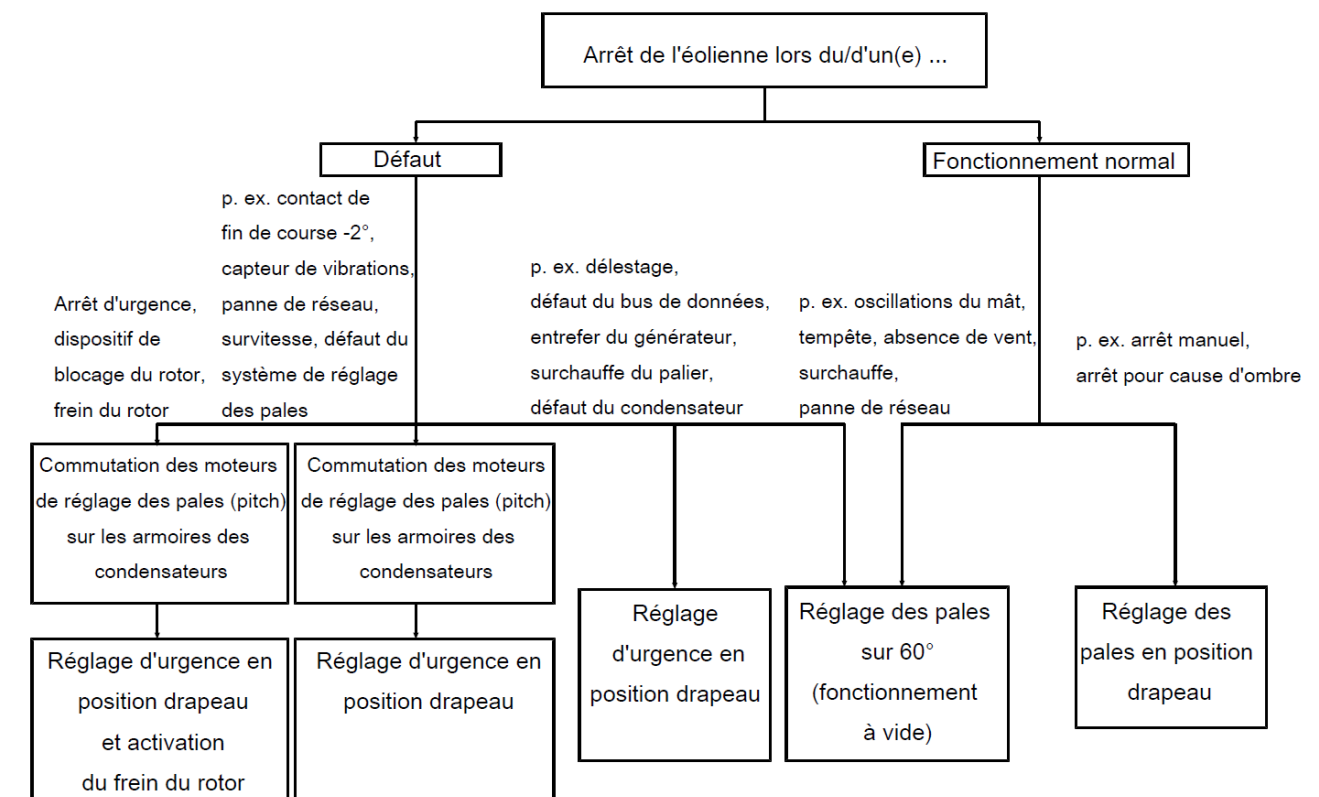 Arrêt de l'éolienne lors du/d'un(e) ...
Défaut
Fonctionnement normal
Arrêt d'urgence,
dispositif de
blocage du rotor,
frein du rotor
p. ex. contact de
fin de course -2°,
capteur de vibrations,
panne de réseau,
survitesse, défaut du
système de réglage
des pales
p. ex. délestage,
défaut du bus de données,
entrefer du générateur,
surchauffe du palier,
défaut du condensateur
p. ex. oscillations du mât,
tempête, absence de vent,
surchauffe,
panne de réseau
p. ex. arrêt manuel,
arrêt pour cause d'ombre
Commutation des moteurs
de réglage des pales (pitch)
sur les armoires des
condensateurs
Commutation des moteurs
de réglage des pales (pitch)
sur les armoires des
condensateurs
Réglage d'urgence en
position drapeau
et activation
du frein du rotor
Réglage d'urgence en
position drapeau
Réglage
d'urgence en
position drapeau
Réglage des pales
sur 60°
(fonctionnement
à vide)
Réglage des
pales en position
drapeau